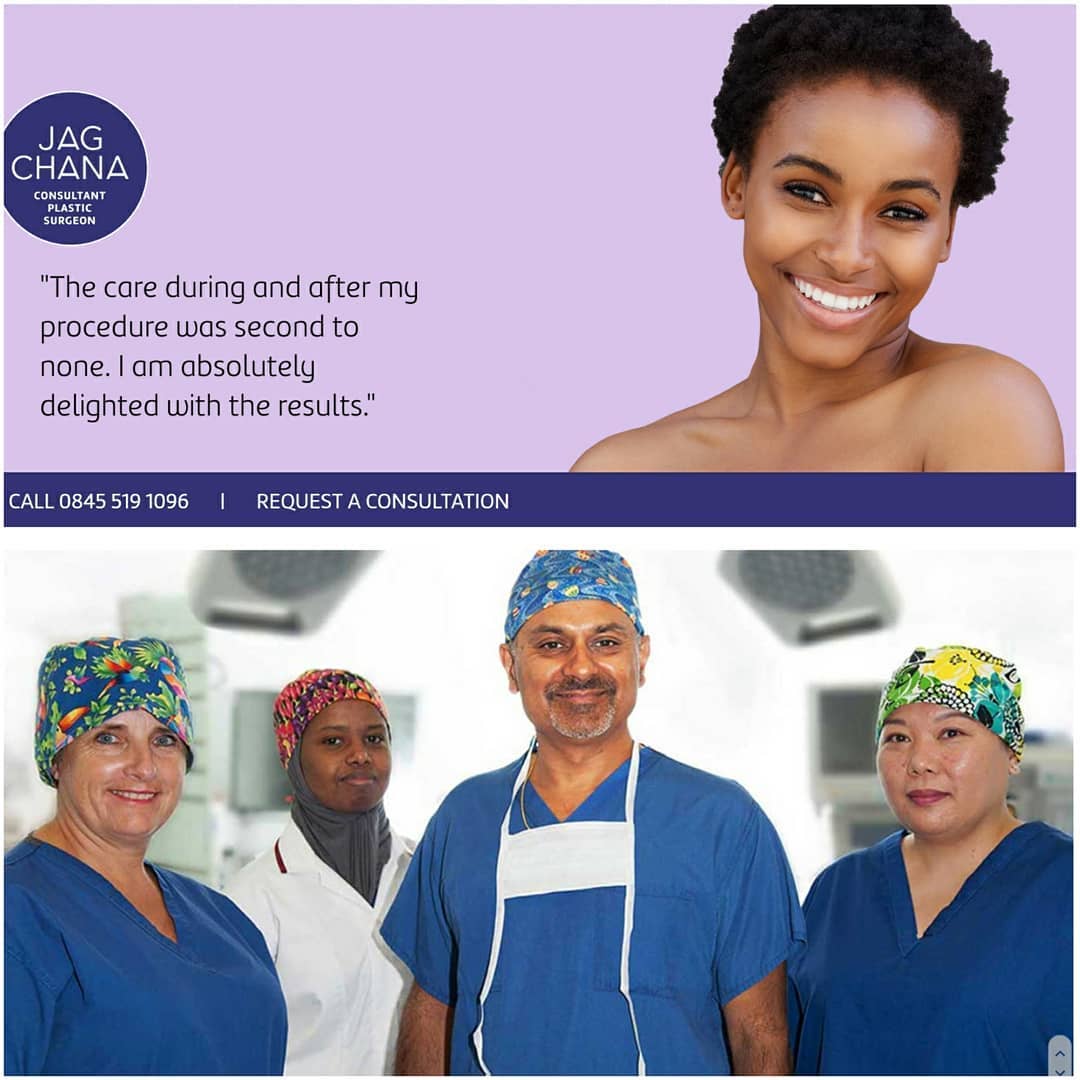 JAG
CHANA
CONSULTANT
PLASTIC
SURGEON
"The care during and after my
procedure was second to
none. I am absolutely
delighted with the results."
CALL 0845 519 1096 | REQUEST A CONSULTATION